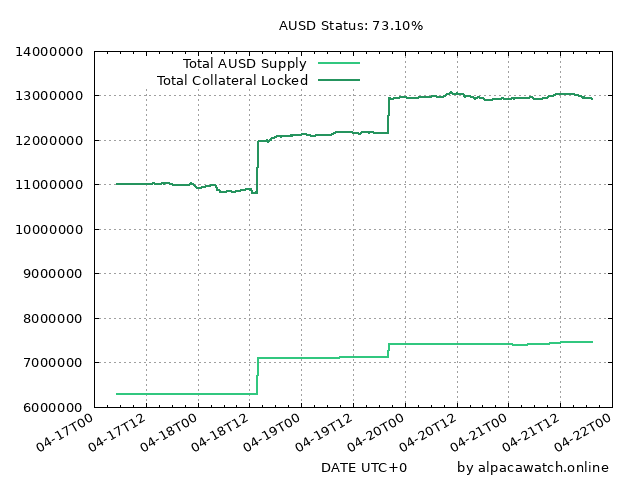 AUSD Status: 73.10%
14000000
13000000
12000000
11000000
10000000
9000000
8000000
7000000
6000000
Total AUSD Supply
Total Collateral Locked
04-17T00
04-17T12
04-18T00
04-18T12
04-19T00
04-19T12
04-20T00
04-20T12
04-21T00
04-21T12
04-22T00
DATE UTC+0
by alpacawatch.online